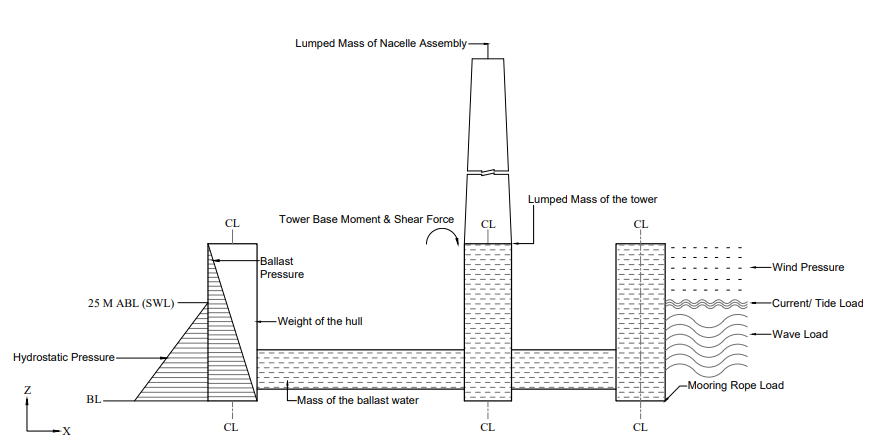 Lumped Mass of Nacelle Assembly
Lumped Mass of the tower
Tower Base Moment & Shear Force
CL
CL
CL
Ballast
Pressure
Wind Pressure
25 M ABL (SWL)
Current/ Tide Load
Weight of the hull
Wave Load
Hydrostatic Pressure
Mooring Rope Load
Z
BL
Mass of the ballast water
X
CL
CL
CL